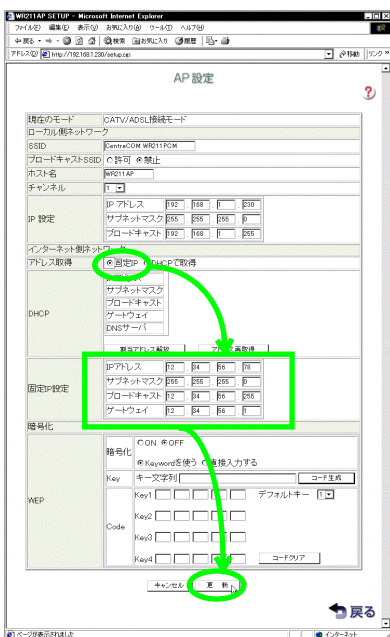 WR211AP SETUP - Microsoft Internet Explorer
ファイル(F) 編集(E) 表示(V) お気に入り(A) ツール(T) ヘルプ(H)
戻る 検索 お気に入り 履歴
アドレス(D) http://192.168.1.230/setup.cgi 移動 リンク »
AP 設定
?
現在のモード CATV/ADSL接続モード
ローカル側ネットワーク
SSID CentreCOM WR211PCM
ブロードキャストSSID 許可 禁止
ホスト名 WR211AP
チャンネル 1
IP 設定
IP アドレス 192 . 168 . 1 . 230
サブネットマスク 255 . 255 . 255 . 0
ブロードキャスト 192 . 168 . 1 . 255
インターネット側ネットワーク
アドレス取得 固定IP DHCPで取得
DHCP
サブネットマスク
ブロードキャスト
ゲートウェイ
DNSサーバ
割当アドレス解放 アドレス再取得
固定IP設定
IPアドレス 12 . 34 . 56 . 78
サブネットマスク 255 . 255 . 255 . 0
ブロードキャスト 12 . 34 . 56 . 255
ゲートウェイ 12 . 34 . 56 . 1
暗号化
WEP
暗号化 ON OFF
Keywordを使う 直接入力する
Key キー文字列 コード生成
Code
Key1 デフォルトキー 1
Key2
Key3
Key4 コードクリア
キャンセル 更 新
戻る
ページが表示されました インターネット